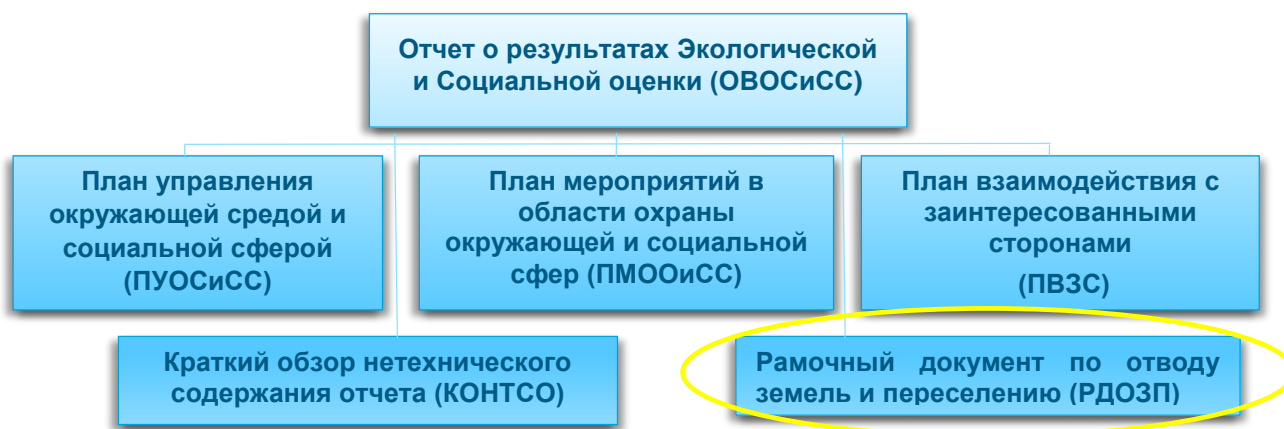 Отчет о результатах Экологической
и Социальной оценки (ОВОСиСС)
План управления
окружающей средой и
социальной сферой
(ПУОСиСС)
План мероприятий в
области охраны
окружающей и социальной
сфер (ПМООиСС)
План взаимодействия с
заинтересованными
сторонами
(ПВЗС)
Краткий обзор нетехнического
содержания отчета (КОНТСО)
Рамочный документ по отводу
земель и переселению (РДОЗП)